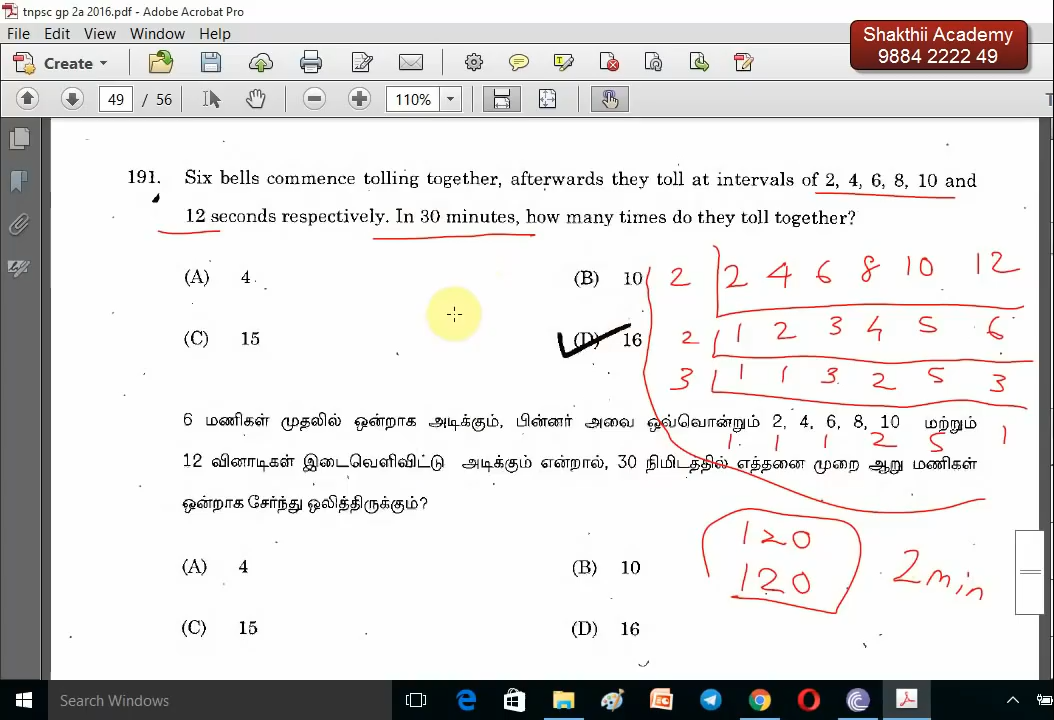 tnpsc gp 2a 2016.pdf - Adobe Acrobat Pro
File Edit View Window Help
Shakthii Academy
9884 2222 49
Create
49 / 56 110% T
191. Six bells commence tolling together, afterwards they toll at intervals of 2, 4, 6, 8, 10 and
12 seconds respectively. In 30 minutes, how many times do they toll together?
(A) 4 (B) 10
(C) 15 (D) 16
2 2 4 6 8 10 12
2 1 2 3 4 5 6
3 1 1 3 2 5 3
1 1 1 2 5 1
6 மணிகள் முதலில் ஒன்றாக அடிக்கும், பின்னர் அவை ஒவ்வொன்றும் 2, 4, 6, 8, 10 மற்றும்
12 வினாடிகள் இடைவெளிவிட்டு அடிக்கும் என்றால், 30 நிமிடத்தில் எத்தனை முறை ஆறு மணிகள்
ஒன்றாக சேர்ந்து ஒலித்திருக்கும்?
120
120 2 min
(A) 4 (B) 10
(C) 15 (D) 16
Search Windows